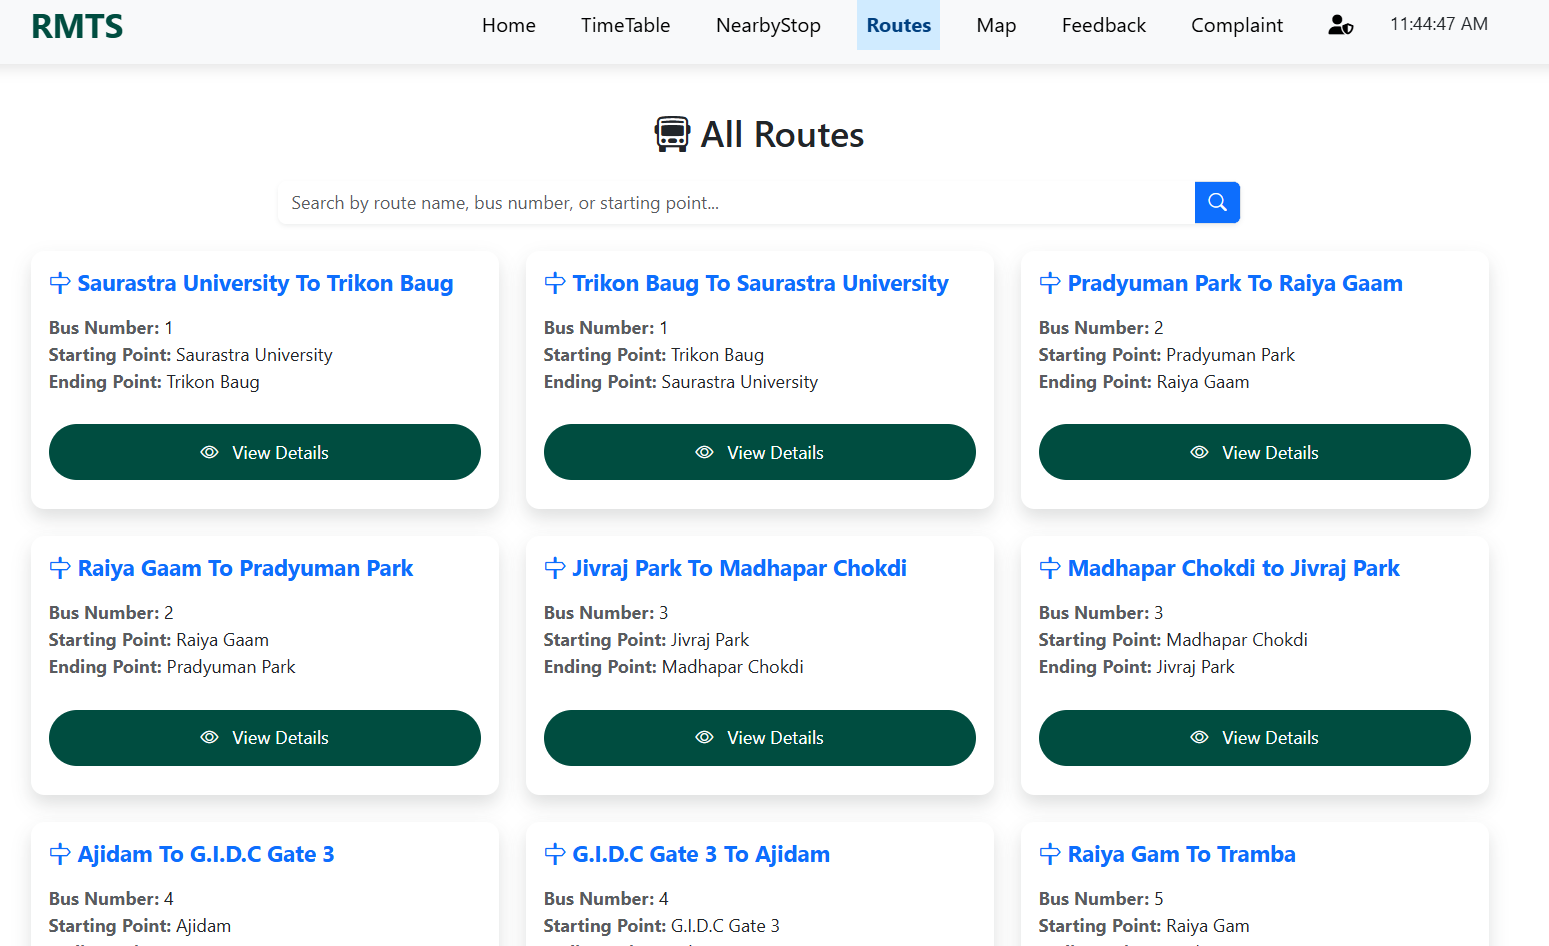 RMTS
Home TimeTable NearbyStop Routes Map Feedback Complaint 11:44:47 AM
All Routes
Search by route name, bus number, or starting point...
Saurastra University To Trikon Baug
Bus Number: 1
Starting Point: Saurastra University
Ending Point: Trikon Baug
View Details
Trikon Baug To Saurastra University
Bus Number: 1
Starting Point: Trikon Baug
Ending Point: Saurastra University
View Details
Pradyuman Park To Raiya Gaam
Bus Number: 2
Starting Point: Pradyuman Park
Ending Point: Raiya Gaam
View Details
Raiya Gaam To Pradyuman Park
Bus Number: 2
Starting Point: Raiya Gaam
Ending Point: Pradyuman Park
View Details
Jivraj Park To Madhapar Chokdi
Bus Number: 3
Starting Point: Jivraj Park
Ending Point: Madhapar Chokdi
View Details
Madhapar Chokdi to Jivraj Park
Bus Number: 3
Starting Point: Madhapar Chokdi
Ending Point: Jivraj Park
View Details
Ajidam To G.I.D.C Gate 3
Bus Number: 4
Starting Point: Ajidam
G.I.D.C Gate 3 To Ajidam
Bus Number: 4
Starting Point: G.I.D.C Gate 3
Raiya Gam To Tramba
Bus Number: 5
Starting Point: Raiya Gam